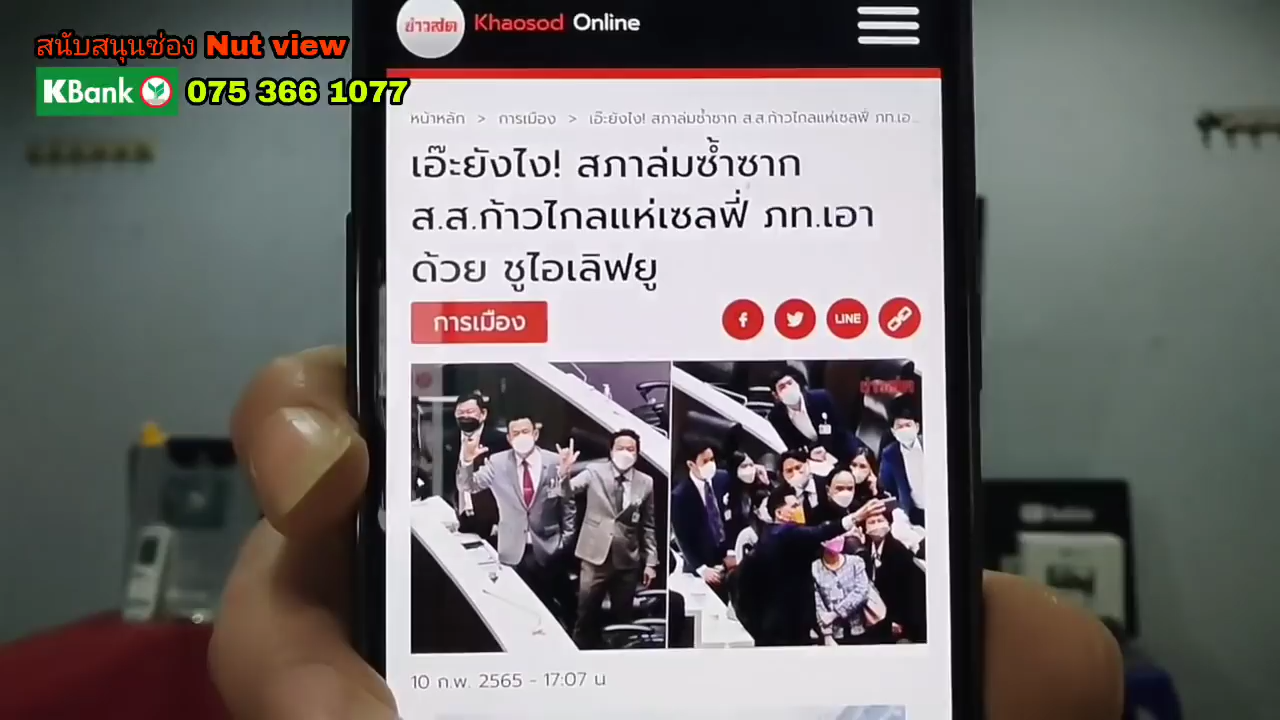 สนับสนุนช่อง Nut view
KBank 075 366 1077
ข่าวสด Khaosod Online
หน้าหลัก > การเมือง > เอ๊ะยังไง! สภาล่มซ้ำซาก ส.ส.ก้าวไกลแห่เซลฟี่ ภท.เอ...
เอ๊ะยังไง! สภาล่มซ้ำซาก
ส.ส.ก้าวไกลแห่เซลฟี่ ภท.เอา
ด้วย ชูไอเลิฟยู
การเมือง
LINE
ข่าวสด
10 ก.พ. 2565 - 17:07 น